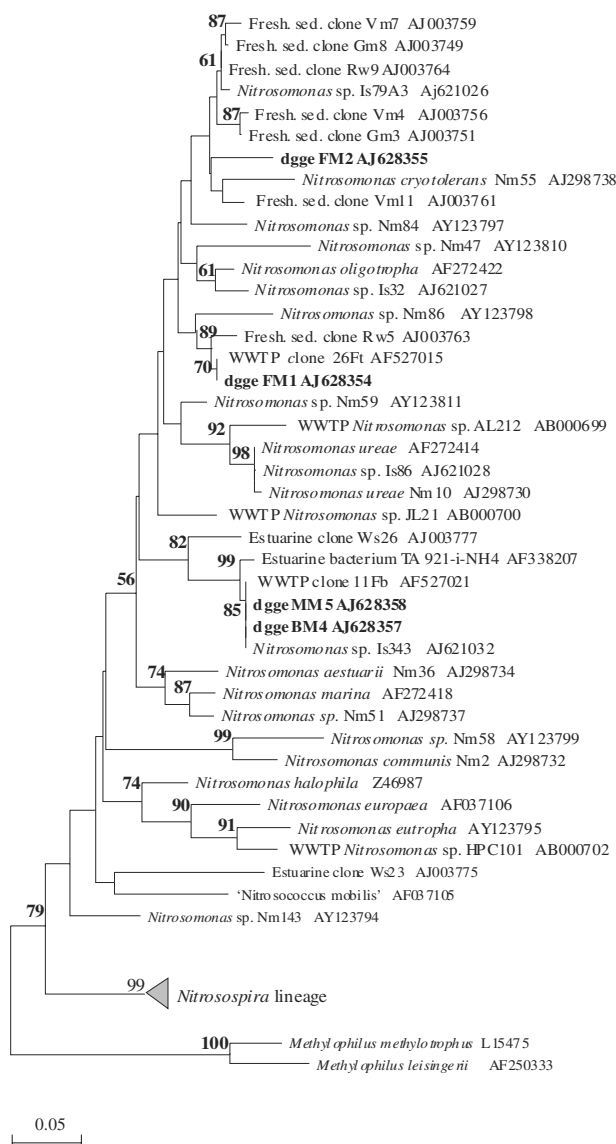 87
Fresh. sed. clone Vm7 AJ003759
Fresh. sed. clone Gm8 AJ003749
61
Fresh. sed. clone Rw9 AJ003764
Nitrosomonas sp. Is79A3 Aj621026
87
Fresh. sed. clone Vm4 AJ003756
Fresh. sed. clone Gm3 AJ003751
dgge FM2 AJ628355
Nitrosomonas cryotolerans Nm55 AJ298738
Fresh. sed. clone Vm11 AJ003761
Nitrosomonas sp. Nm84 AY123797
Nitrosomonas sp. Nm47 AY123810
61
Nitrosomonas oligotropha AF272422
Nitrosomonas sp. Is32 AJ621027
Nitrosomonas sp. Nm86 AY123798
89
Fresh. sed. clone Rw5 AJ003763
WWTP clone 26Ft AF527015
70
dgge FM1 AJ628354
Nitrosomonas sp. Nm59 AY123811
92
WWTP Nitrosomonas sp. AL212 AB000699
98
Nitrosomonas ureae AF272414
Nitrosomonas sp. Is86 AJ621028
Nitrosomonas ureae Nm10 AJ298730
WWTP Nitrosomonas sp. JL21 AB000700
82
Estuarine clone Ws26 AJ003777
99
Estuarine bacterium TA 921-i-NH4 AF338207
56
WWTP clone 11Fb AF527021
85
dgge MM5 AJ628358
dgge BM4 AJ628357
Nitrosomonas sp. Is343 AJ621032
74
Nitrosomonas aestuarii Nm36 AJ298734
87
Nitrosomonas marina AF272418
Nitrosomonas sp. Nm51 AJ298737
99
Nitrosomonas sp. Nm58 AY123799
Nitrosomonas communis Nm2 AJ298732
74
Nitrosomonas halophila Z46987
90
Nitrosomonas europaea AF037106
91
Nitrosomonas eutropha AY123795
WWTP Nitrosomonas sp. HPC101 AB000702
Estuarine clone Ws23 AJ003775
'Nitrosococcus mobilis' AF037105
79
Nitrosomonas sp. Nm143 AY123794
99
Nitrosospira lineage
100
Methylophilus methylotrophus L15475
Methylophilus leisingerii AF250333
0.05